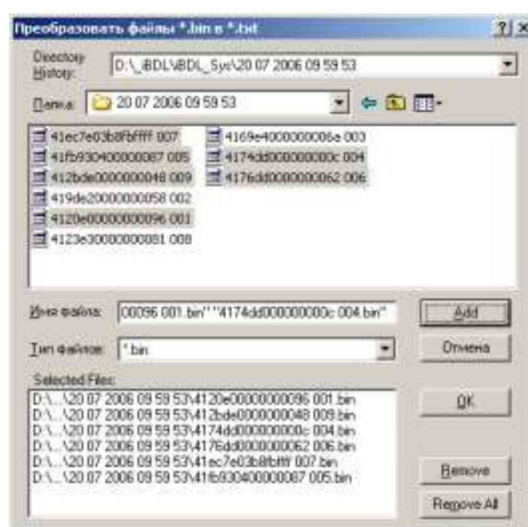 Преобразовать файлы *.bin в *.txt
Directory History: D:\_iBDL\iBDL_Sys\20 07 2006 09 59 53
Папка: 20 07 2006 09 59 53
41ec7e03b8fbffff 007
41fb930400000087 005
412bde0000000048 009
419de20000000058 002
4120e00000000096 001
4123e30000000081 008
4169e4000000006a 003
4174dd000000000c 004
4176dd0000000062 006
Имя файла: 00096 001.bin" "4174dd000000000c 004.bin"
Add
Тип файлов: *.bin
Отмена
Selected Files:
D:\...\20 07 2006 09 59 53\4120e00000000096 001.bin
D:\...\20 07 2006 09 59 53\412bde0000000048 009.bin
D:\...\20 07 2006 09 59 53\4174dd000000000c 004.bin
D:\...\20 07 2006 09 59 53\4176dd0000000062 006.bin
D:\...\20 07 2006 09 59 53\41ec7e03b8fbffff 007.bin
D:\...\20 07 2006 09 59 53\41fb930400000087 005.bin
OK
Remove
Remove All